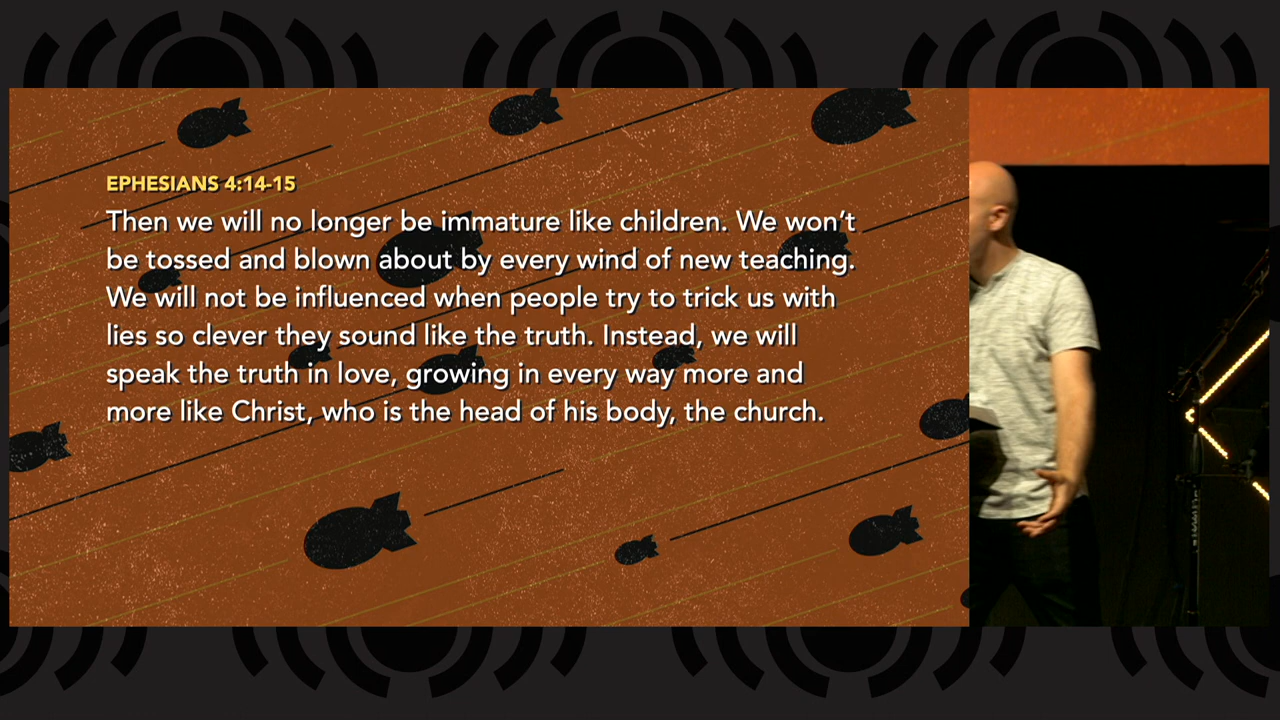 EPHESIANS 4:14-15
Then we will no longer be immature like children. We won’t
be tossed and blown about by every wind of new teaching.
We will not be influenced when people try to trick us with
lies so clever they sound like the truth. Instead, we will
speak the truth in love, growing in every way more and
more like Christ, who is the head of his body, the church.